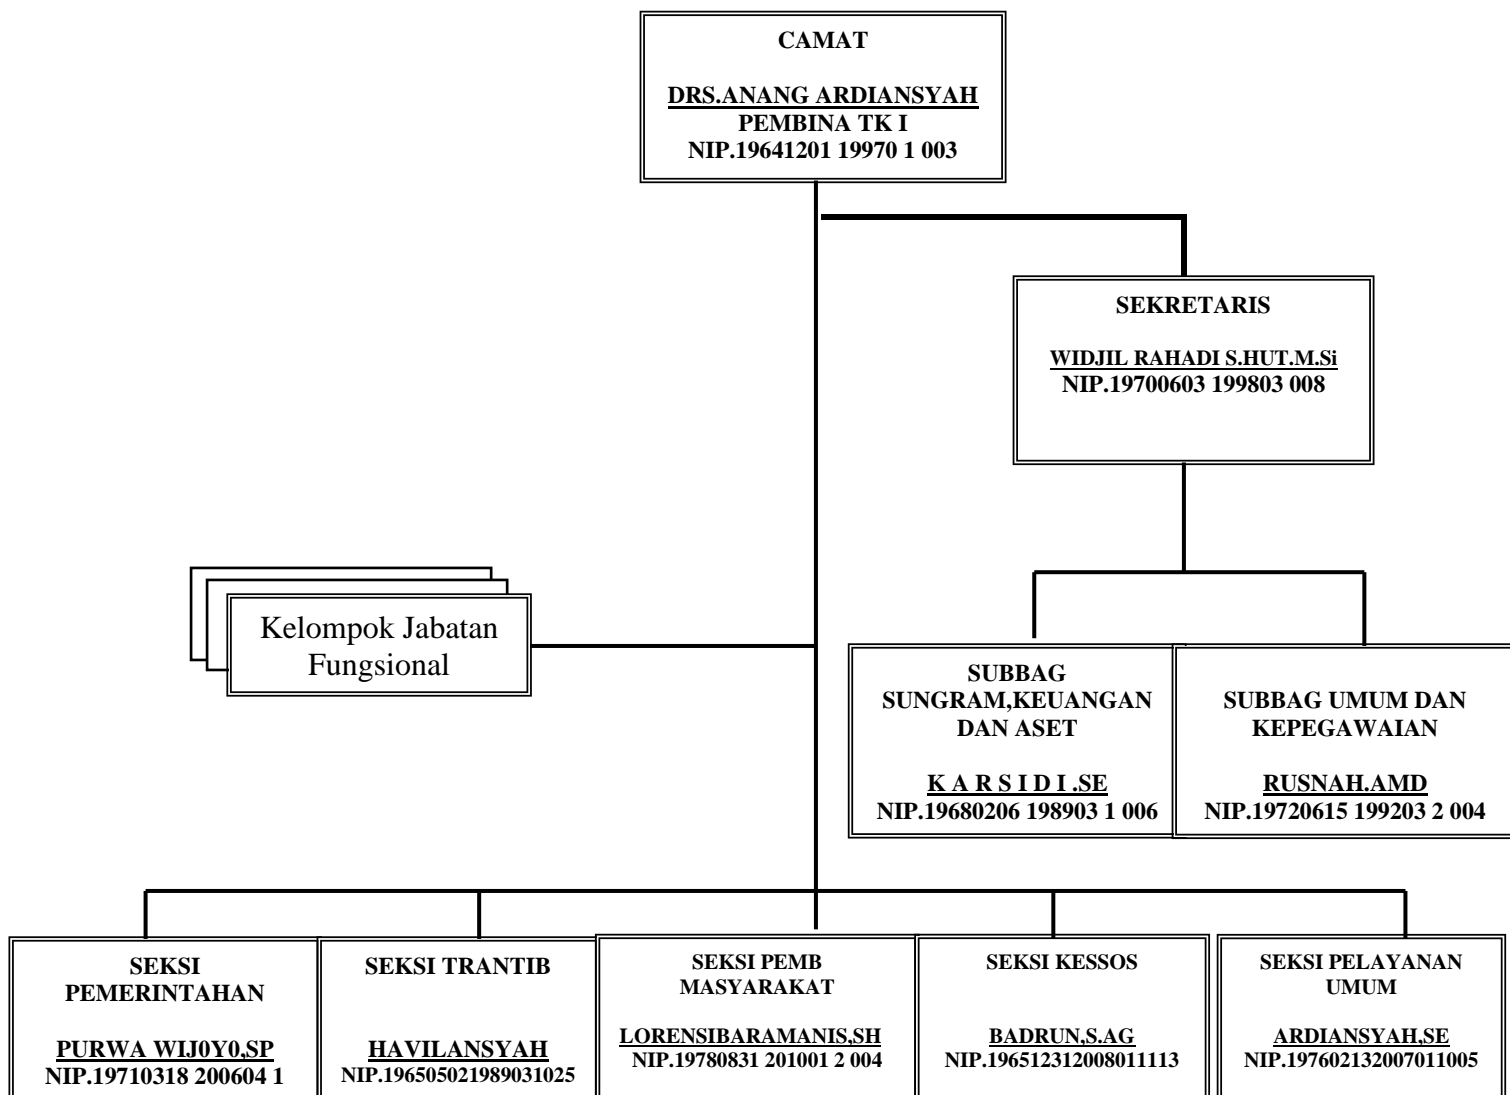 CAMAT
DRS.ANANG ARDIANSYAH
PEMBINA TK I
NIP.19641201 19970 1 003
SEKRETARIS
WIDJIL RAHADI S.HUT.M.Si
NIP.19700603 199803 008
Kelompok Jabatan
Fungsional
SUBBAG
SUNGRAM,KEUANGAN
DAN ASET
K A R S I D I .SE
NIP.19680206 198903 1 006
SUBBAG UMUM DAN
KEPEGAWAIAN
RUSNAH.AMD
NIP.19720615 199203 2 004
SEKSI
PEMERINTAHAN
PURWA WIJ0Y0,SP
NIP.19710318 200604 1
SEKSI TRANTIB
HAVILANSYAH
NIP.196505021989031025
SEKSI PEMB
MASYARAKAT
LORENSIBARAMANIS,SH
NIP.19780831 201001 2 004
SEKSI KESSOS
BADRUN,S.AG
NIP.196512312008011113
SEKSI PELAYANAN
UMUM
ARDIANSYAH,SE
NIP.197602132007011005